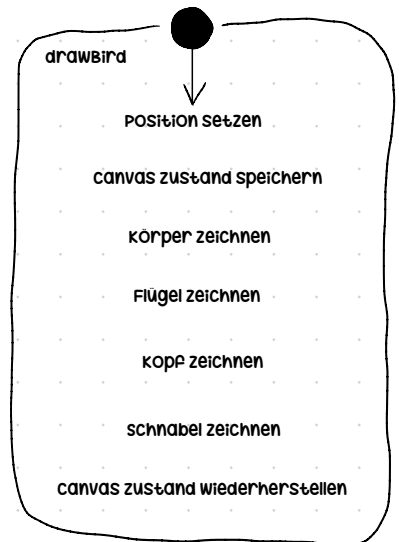 drawBird
Position setzen
canvas zustand speichern
Körper zeichnen
Flügel zeichnen
Kopf zeichnen
schnabel zeichnen
canvas zustand wiederherstellen